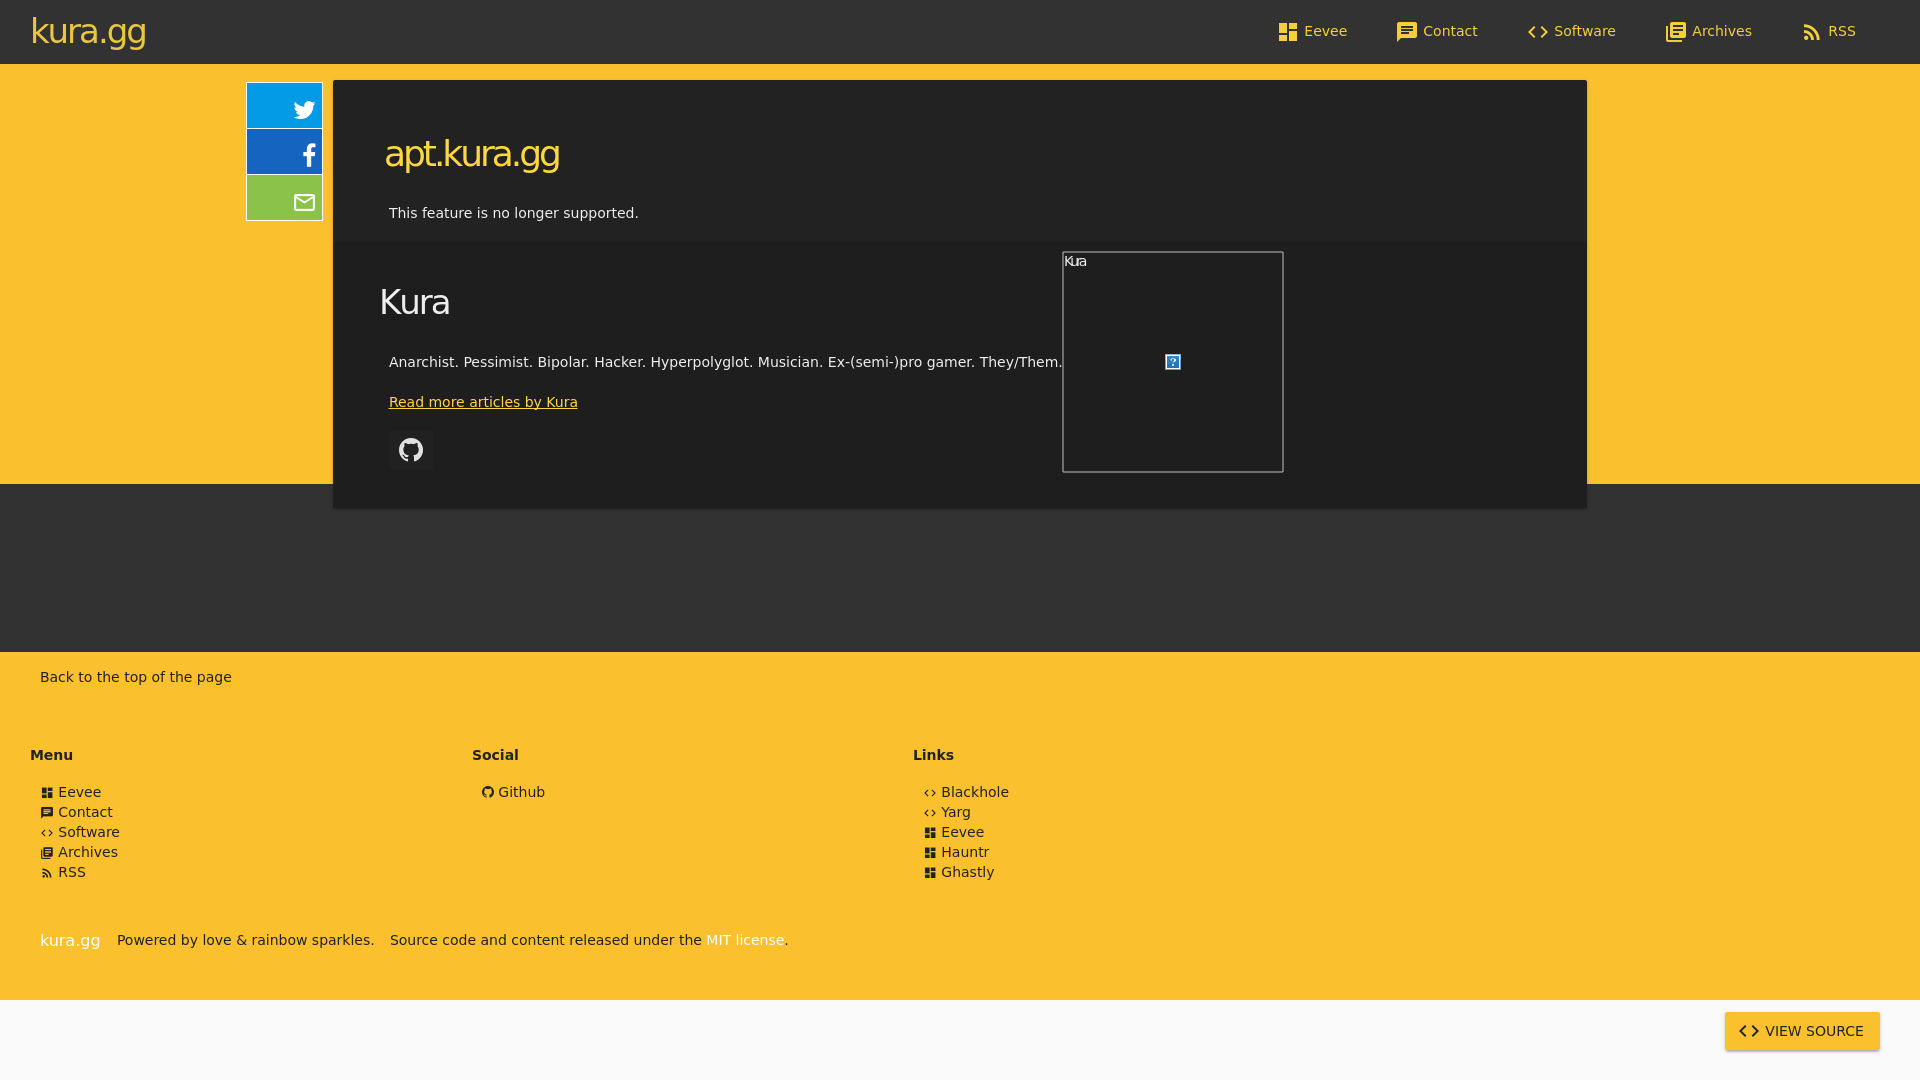 kura.gg
Eevee
Contact
Software
Archives
RSS
apt.kura.gg
This feature is no longer supported.
Kura
Kura
Anarchist. Pessimist. Bipolar. Hacker. Hyperpolyglot. Musician. Ex-(semi-)pro gamer. They/Them.
Read more articles by Kura
Back to the top of the page
Menu
Eevee
Contact
Software
Archives
RSS
Social
Github
Links
Blackhole
Yarg
Eevee
Hauntr
Ghastly
kura.gg Powered by love & rainbow sparkles. Source code and content released under the MIT license.
VIEW SOURCE